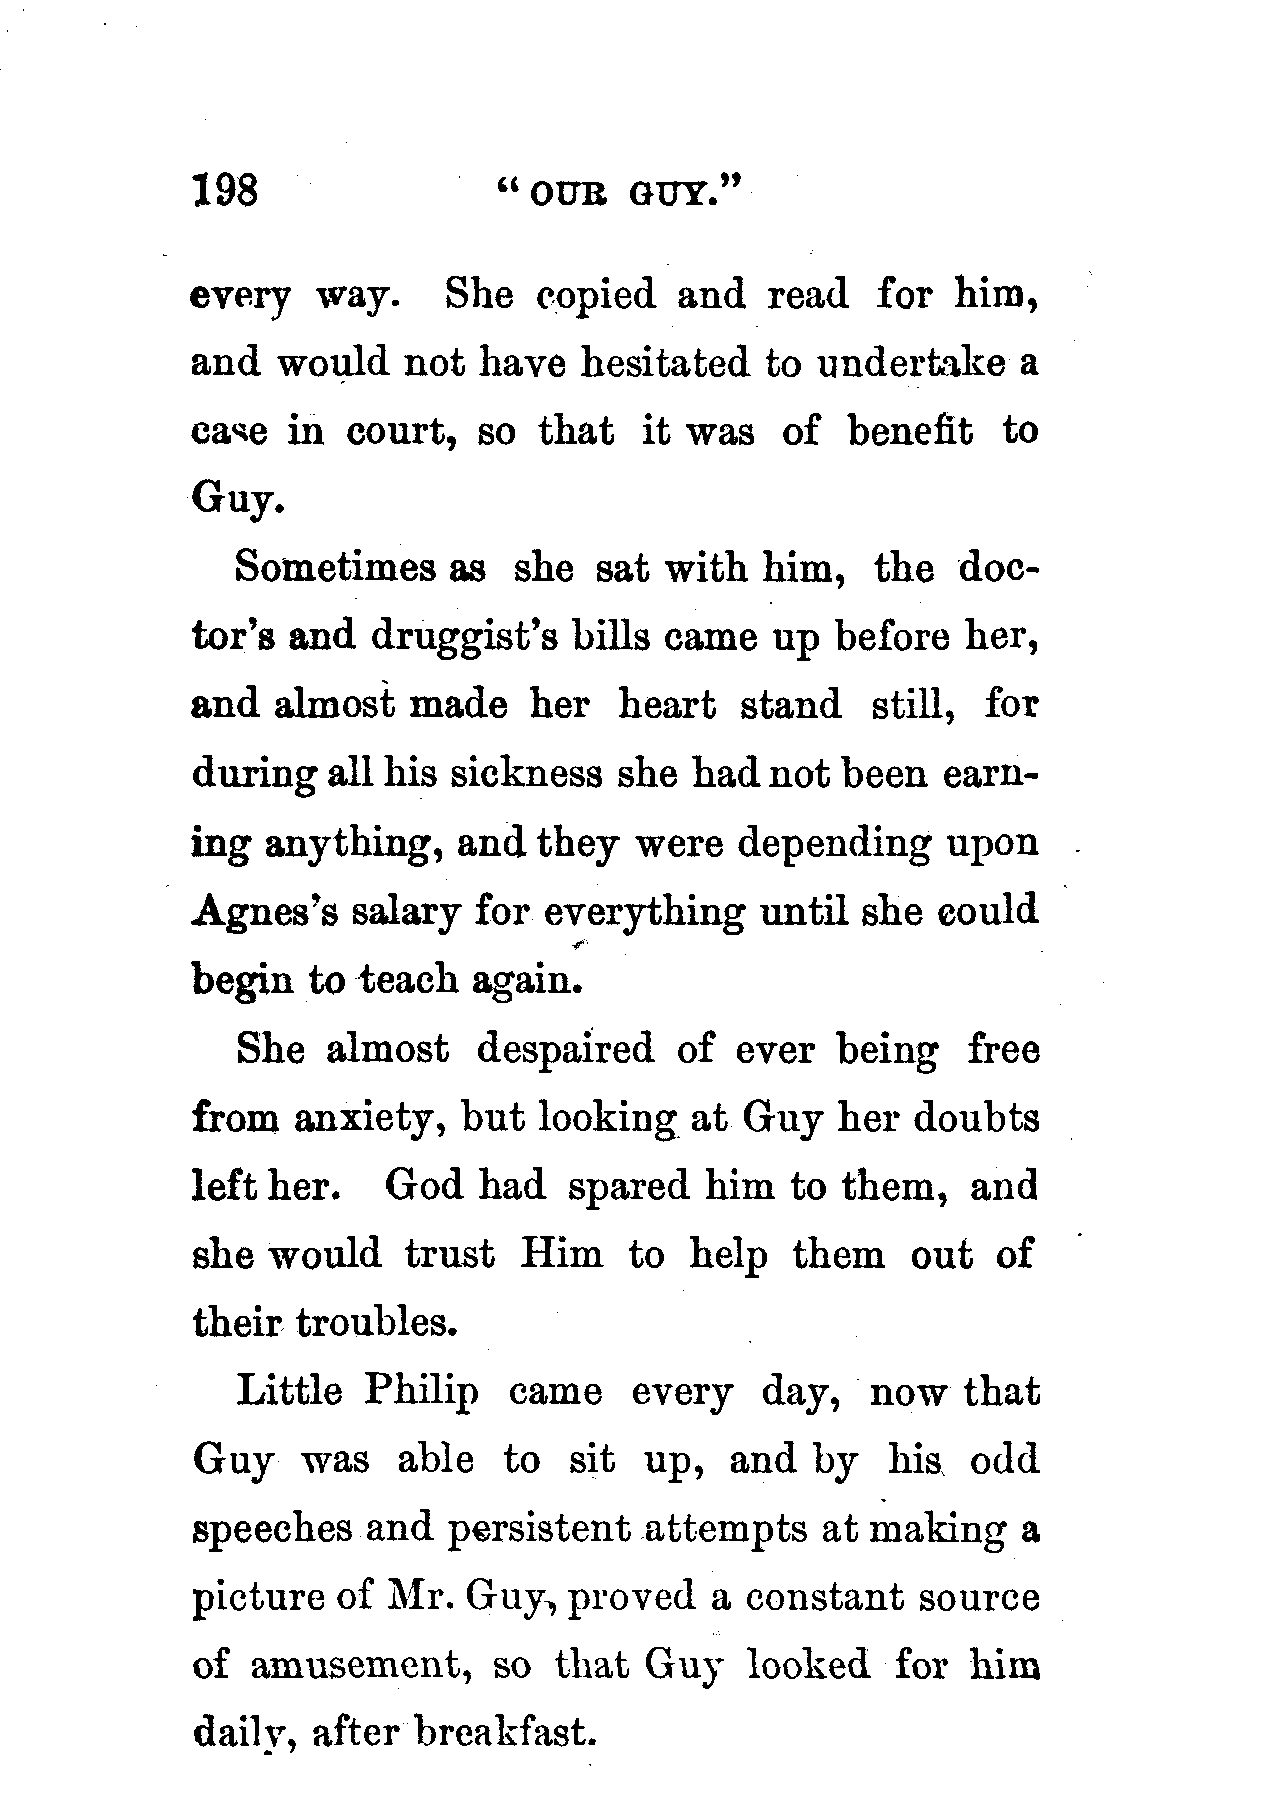 198 “ OUR GUY.”
every way. She copied and read for him,
and would not have hesitated to undertake a
case in court, so that it was of benefit to
Guy.
Sometimes as she sat with him, the doc-
tor’s and druggist’s bills came up before her,
and almost made her heart stand still, for
during all his sickness she had not been earn-
ing anything, and they were depending upon
Agnes’s salary for everything until she could
begin to teach again.
She almost despaired of ever being free
from anxiety, but looking at Guy her doubts
left her. God had spared him to them, and
she would trust Him to help them out of
their troubles.
Little Philip came every day, now that
Guy was able to sit up, and by his odd
speeches and persistent attempts at making a
picture of Mr. Guy, proved a constant source
of amusement, so that Guy looked for him
daily, after breakfast.